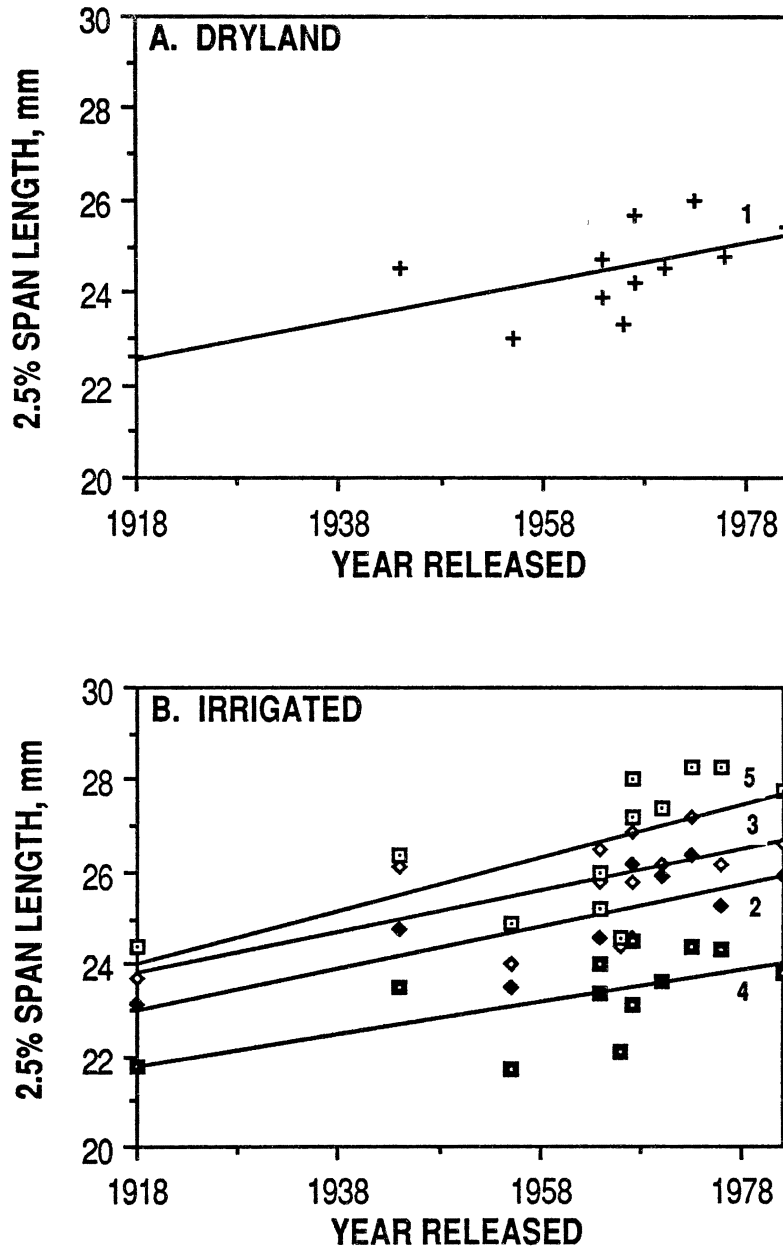 A. DRYLAND
2.5% SPAN LENGTH, mm
30
28
26
24
22
20
1
1918 1938 1958 1978
YEAR RELEASED
B. IRRIGATED
2.5% SPAN LENGTH, mm
30
28
26
24
22
20
5
3
2
4
1918 1938 1958 1978
YEAR RELEASED